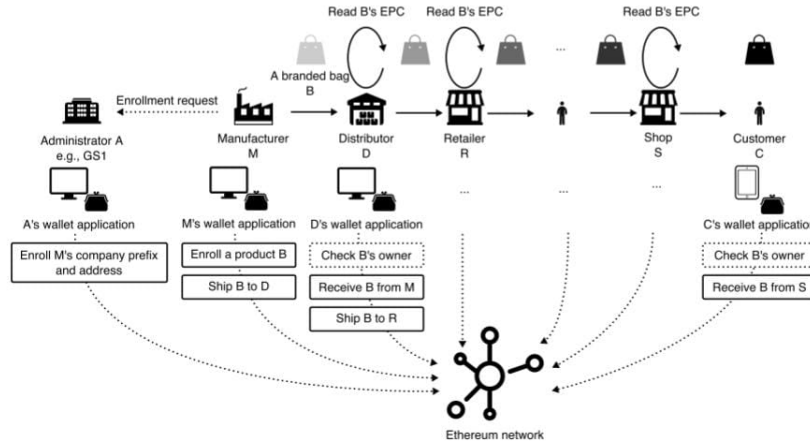 Read B's EPC
Read B's EPC
Read B's EPC
...
A branded bag
B
Enrollment request
Administrator A
e.g., GS1
Manufacturer
M
Distributor
D
Retailer
R
Shop
S
Customer
C
A's wallet application
M's wallet application
D's wallet application
...
...
...
C's wallet application
Enroll M's company prefix
and address
Enroll a product B
Ship B to D
Check B's owner
Receive B from M
Ship B to R
Check B's owner
Receive B from S
Ethereum network